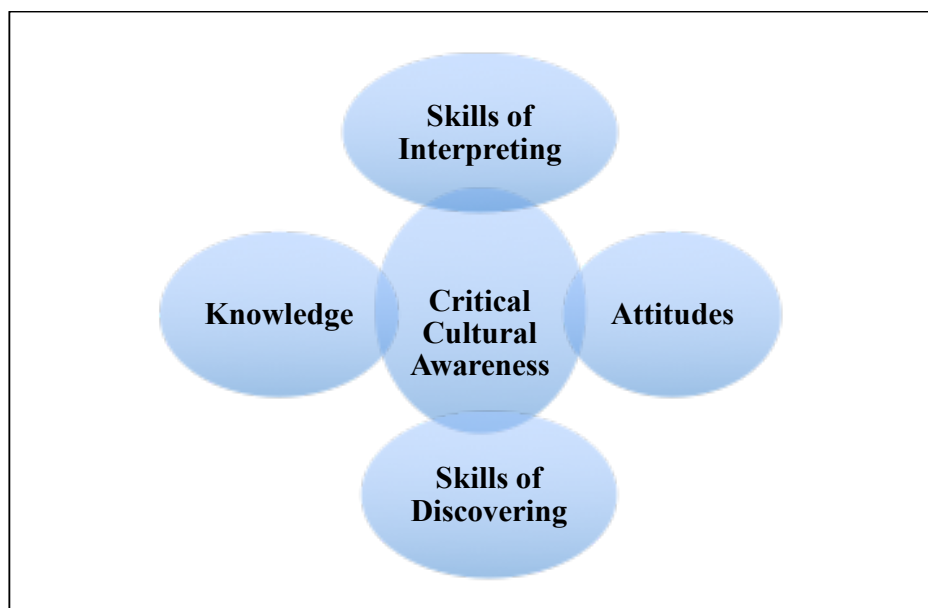 Skills of
Interpreting
Knowledge
Critical
Cultural
Awareness
Attitudes
Skills of
Discovering